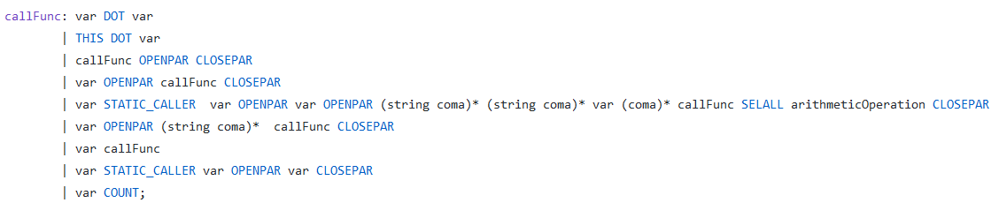 callFunc: var DOT var
| THIS DOT var
| callFunc OPENPAR CLOSEPAR
| var OPENPAR callFunc CLOSEPAR
| var STATIC_CALLER  var OPENPAR var OPENPAR (string coma)* (string coma)* var (coma)* callFunc SELALL arithmeticOperation CLOSEPAR
| var OPENPAR (string coma)*  callFunc CLOSEPAR
| var callFunc
| var STATIC_CALLER var OPENPAR var CLOSEPAR
| var COUNT;